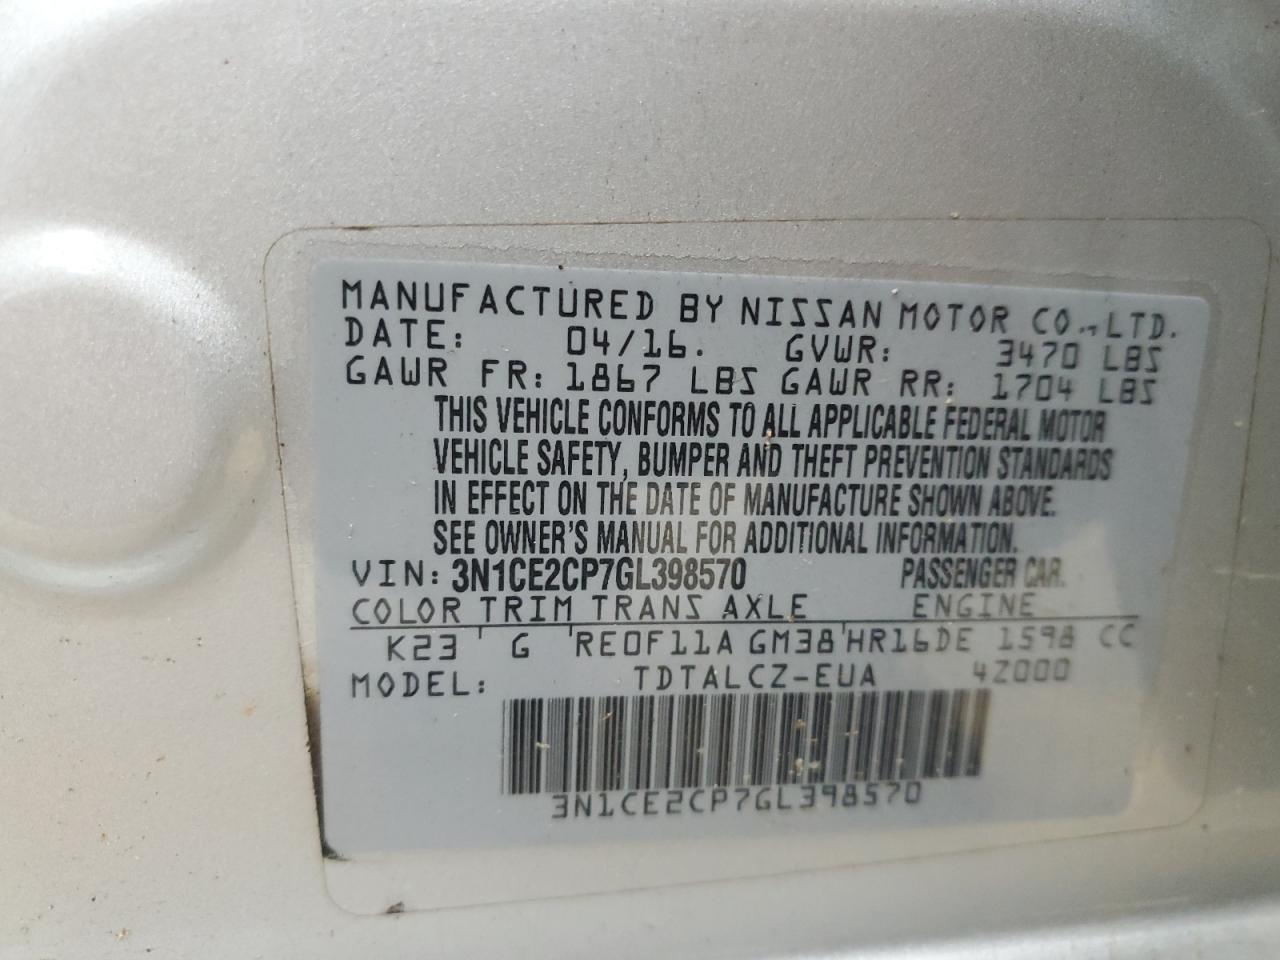 MANUFACTURED BY NISSAN MOTOR CO., LTD.
DATE: 04/16. GVWR: 3470 LBS
GAWR FR: 1867 LBS GAWR RR: 1704 LBS
THIS VEHICLE CONFORMS TO ALL APPLICABLE FEDERAL MOTOR
VEHICLE SAFETY, BUMPER AND THEFT PREVENTION STANDARDS
IN EFFECT ON THE DATE OF MANUFACTURE SHOWN ABOVE.
SEE OWNER'S MANUAL FOR ADDITIONAL INFORMATION.
VIN: 3N1CE2CP7GL398570 PASSENGER CAR.
COLOR TRIM TRANS AXLE ENGINE
K23 G RE0F11A GM38 HR16DE 1598 CC
MODEL: TDTALCZ-EUA 4Z000
3N1CE2CP7GL398570